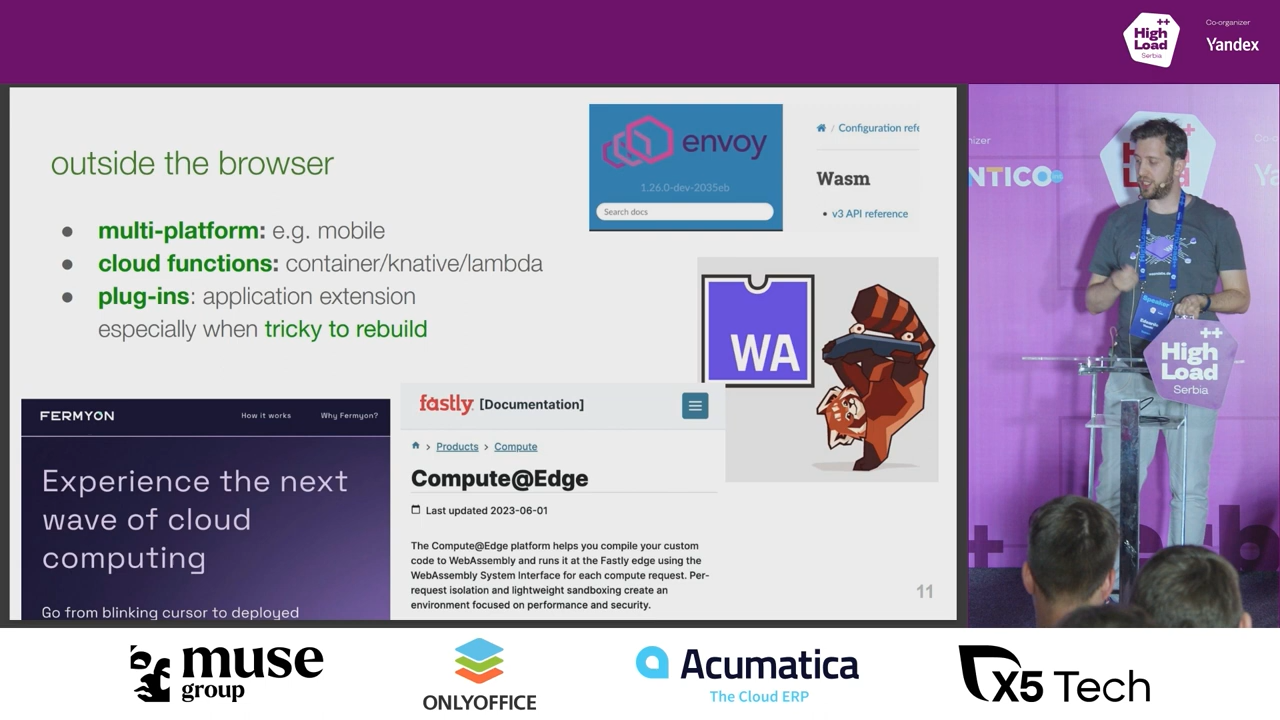 ++
High
Load
Serbia
Co-organizer
Yandex
outside the browser
● multi-platform: e.g. mobile
● cloud functions: container/knative/lambda
● plug-ins: application extension
especially when tricky to rebuild
envoy
1.26.0-dev-2035eb
Search docs
/ Configuration refe
Wasm
• v3 API reference
WA
FERMYON
How it works
Why Fermyon?
Experience the next
wave of cloud
computing
Go from blinking cursor to deployed
fastly [Documentation]
> Products > Compute
Compute@Edge
Last updated 2023-06-01
The Compute@Edge platform helps you compile your custom
code to WebAssembly and runs it at the Fastly edge using the
WebAssembly System Interface for each compute request. Per-
request isolation and lightweight sandboxing create an
environment focused on performance and security.
11
nizer
NTICO
Speaker
++
High
Load
Serbia
muse
group
ONLYOFFICE
Acumatica
The Cloud ERP
X5 Tech